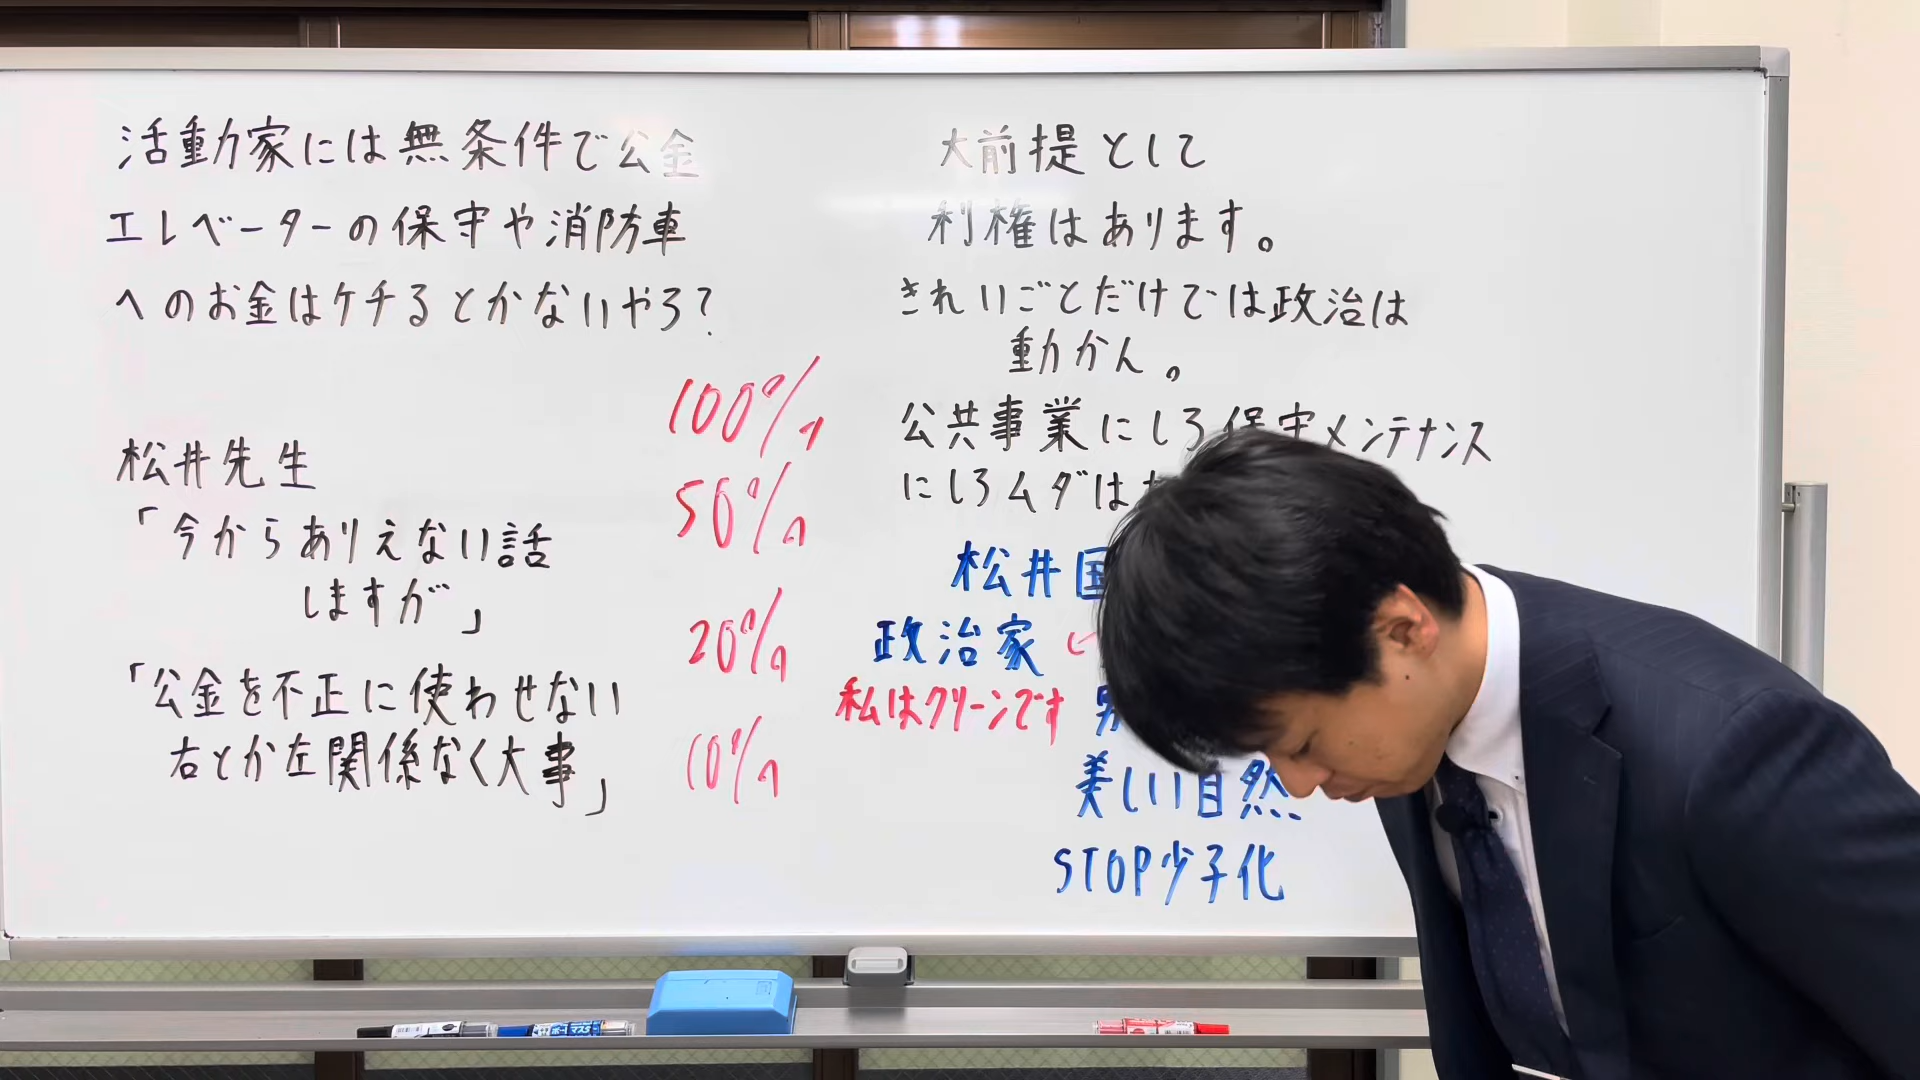 活動家には無条件で公金
エレベーターの保守や消防車
へのお金はケチるとかないやろ?
松井先生
「今からありえない話
しますが」
「公金を不正に使わせない
右とか左関係なく大事」
100%
50%
20%
10%
大前提として
利権はあります。
きれいごとだけでは政治は
動かん。
公共事業にしろ保守メンテナンス
にしろムダは
松井国
政治家
私はクリーンです
美しい自然
STOP少子化